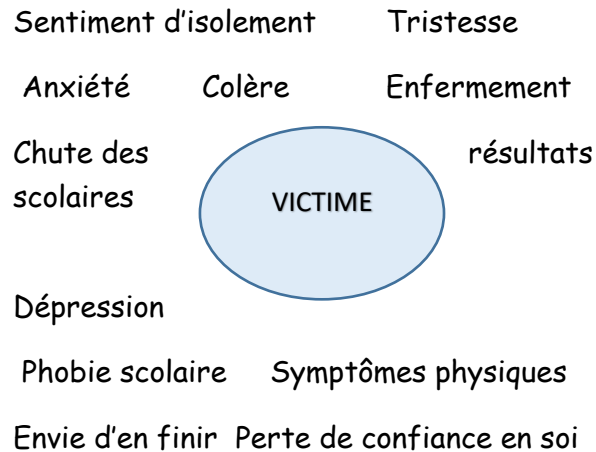 Sentiment d’isolement Tristesse
Anxiété Colère Enfermement
Chute des résultats
scolaires
VICTIME
Dépression
Phobie scolaire Symptômes physiques
Envie d’en finir Perte de confiance en soi